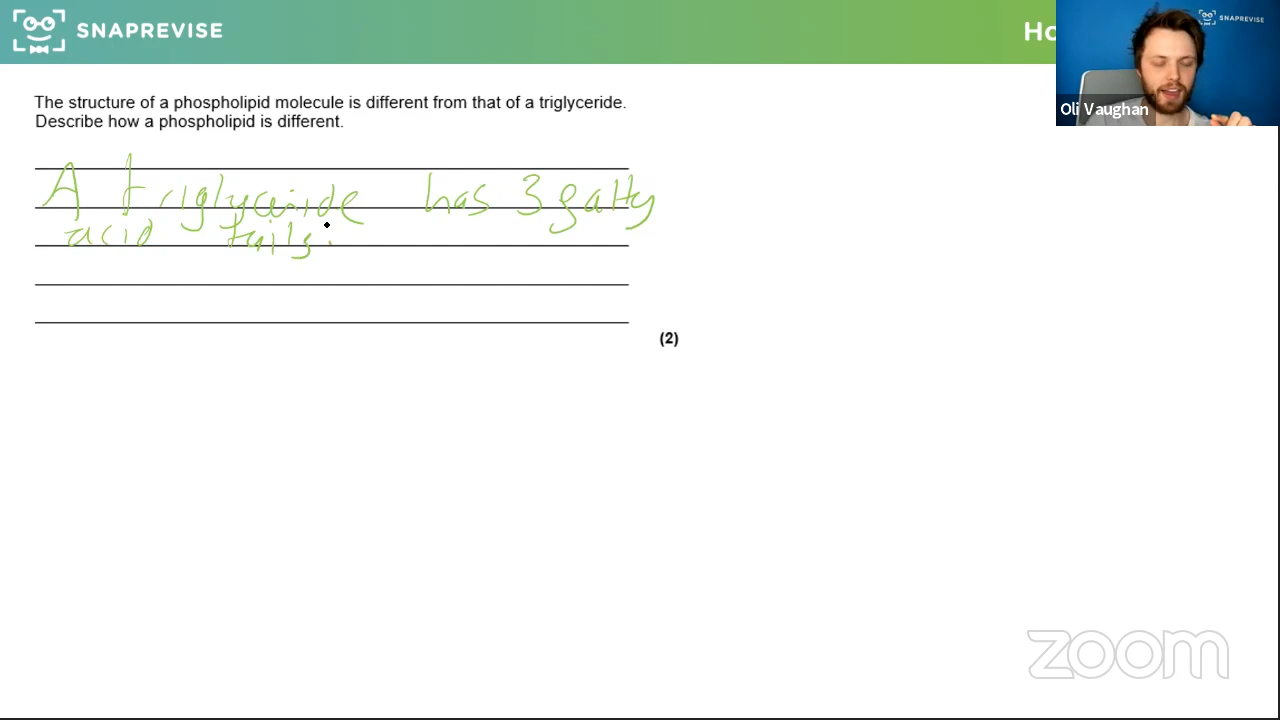 SNAPREVISE
Ho
SNAPREVISE
Oli Vaughan
The structure of a phospholipid molecule is different from that of a triglyceride.
Describe how a phospholipid is different.
A triglyceride has 3 fatty
acid tails.
(2)
zoom